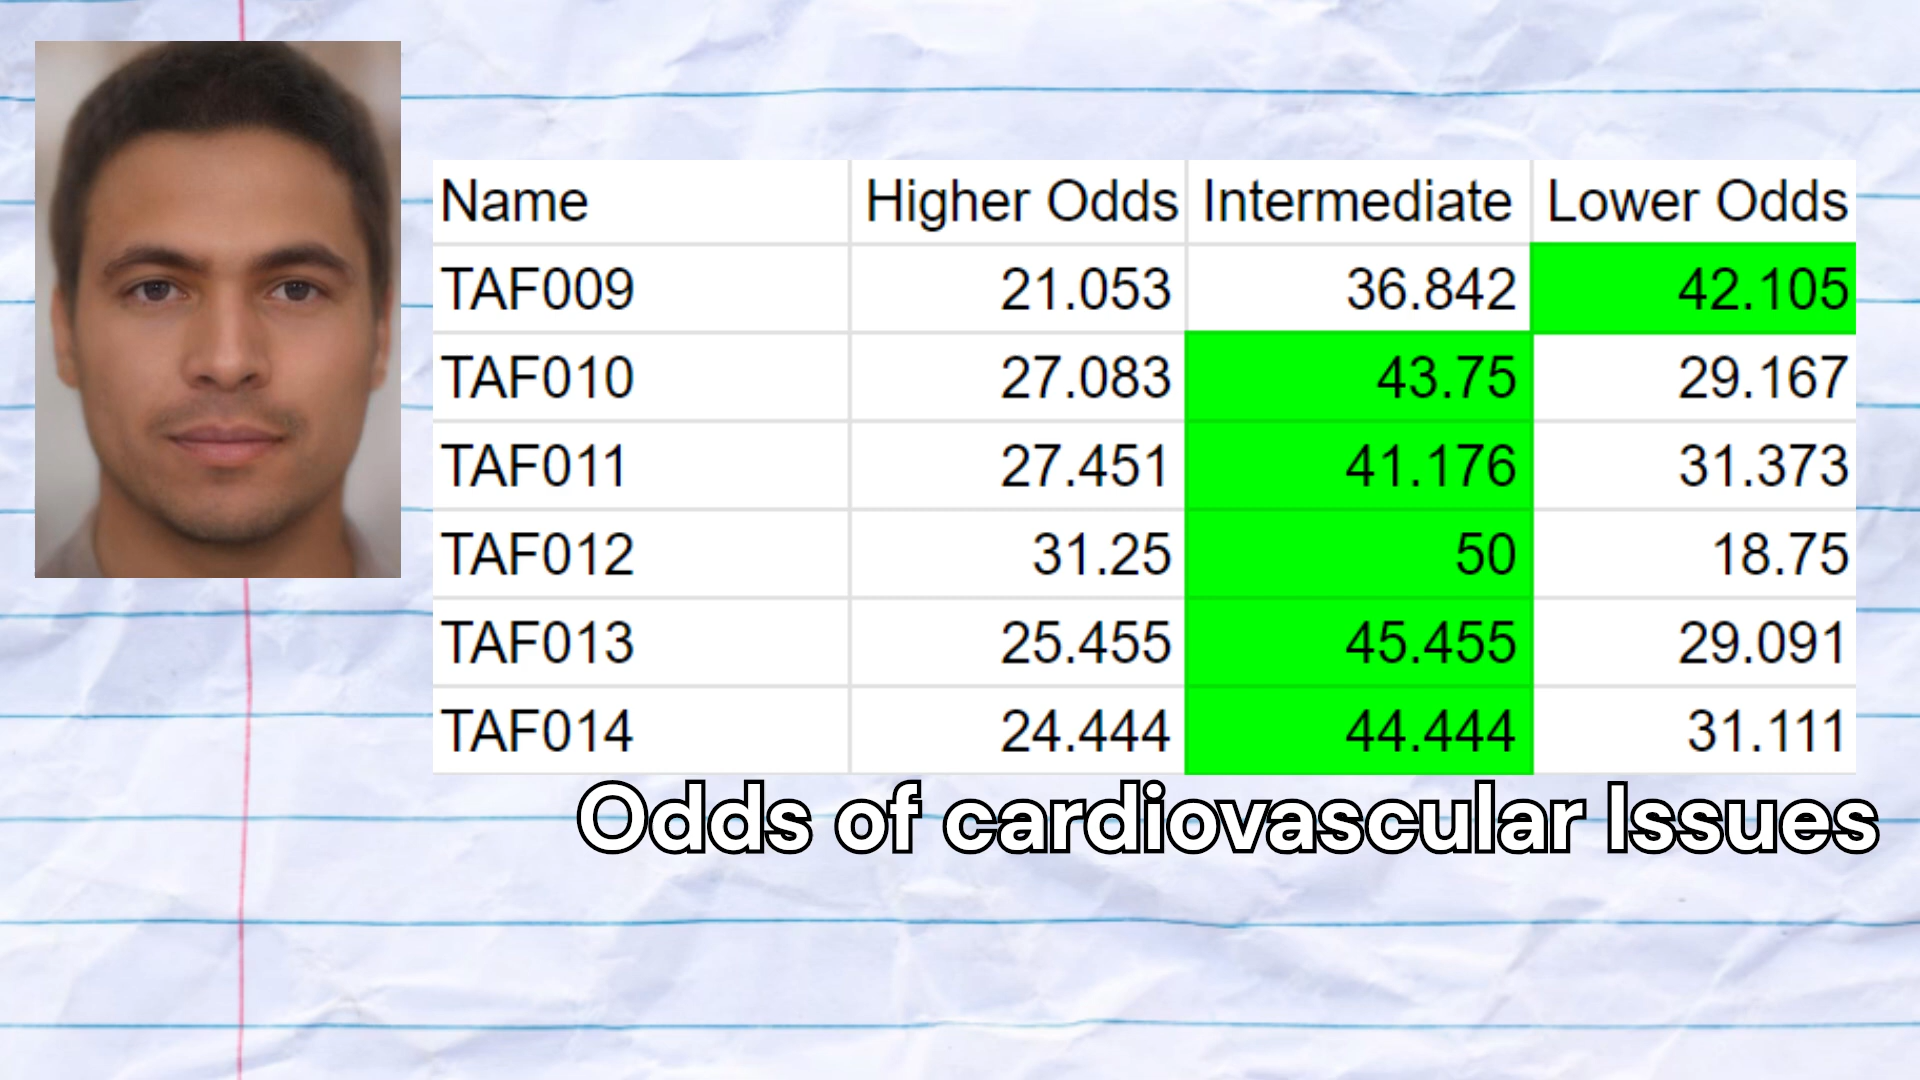 Name Higher Odds Intermediate Lower Odds
TAF009 21.053 36.842 42.105
TAF010 27.083 43.75 29.167
TAF011 27.451 41.176 31.373
TAF012 31.25 50 18.75
TAF013 25.455 45.455 29.091
TAF014 24.444 44.444 31.111
Odds of cardiovascular Issues